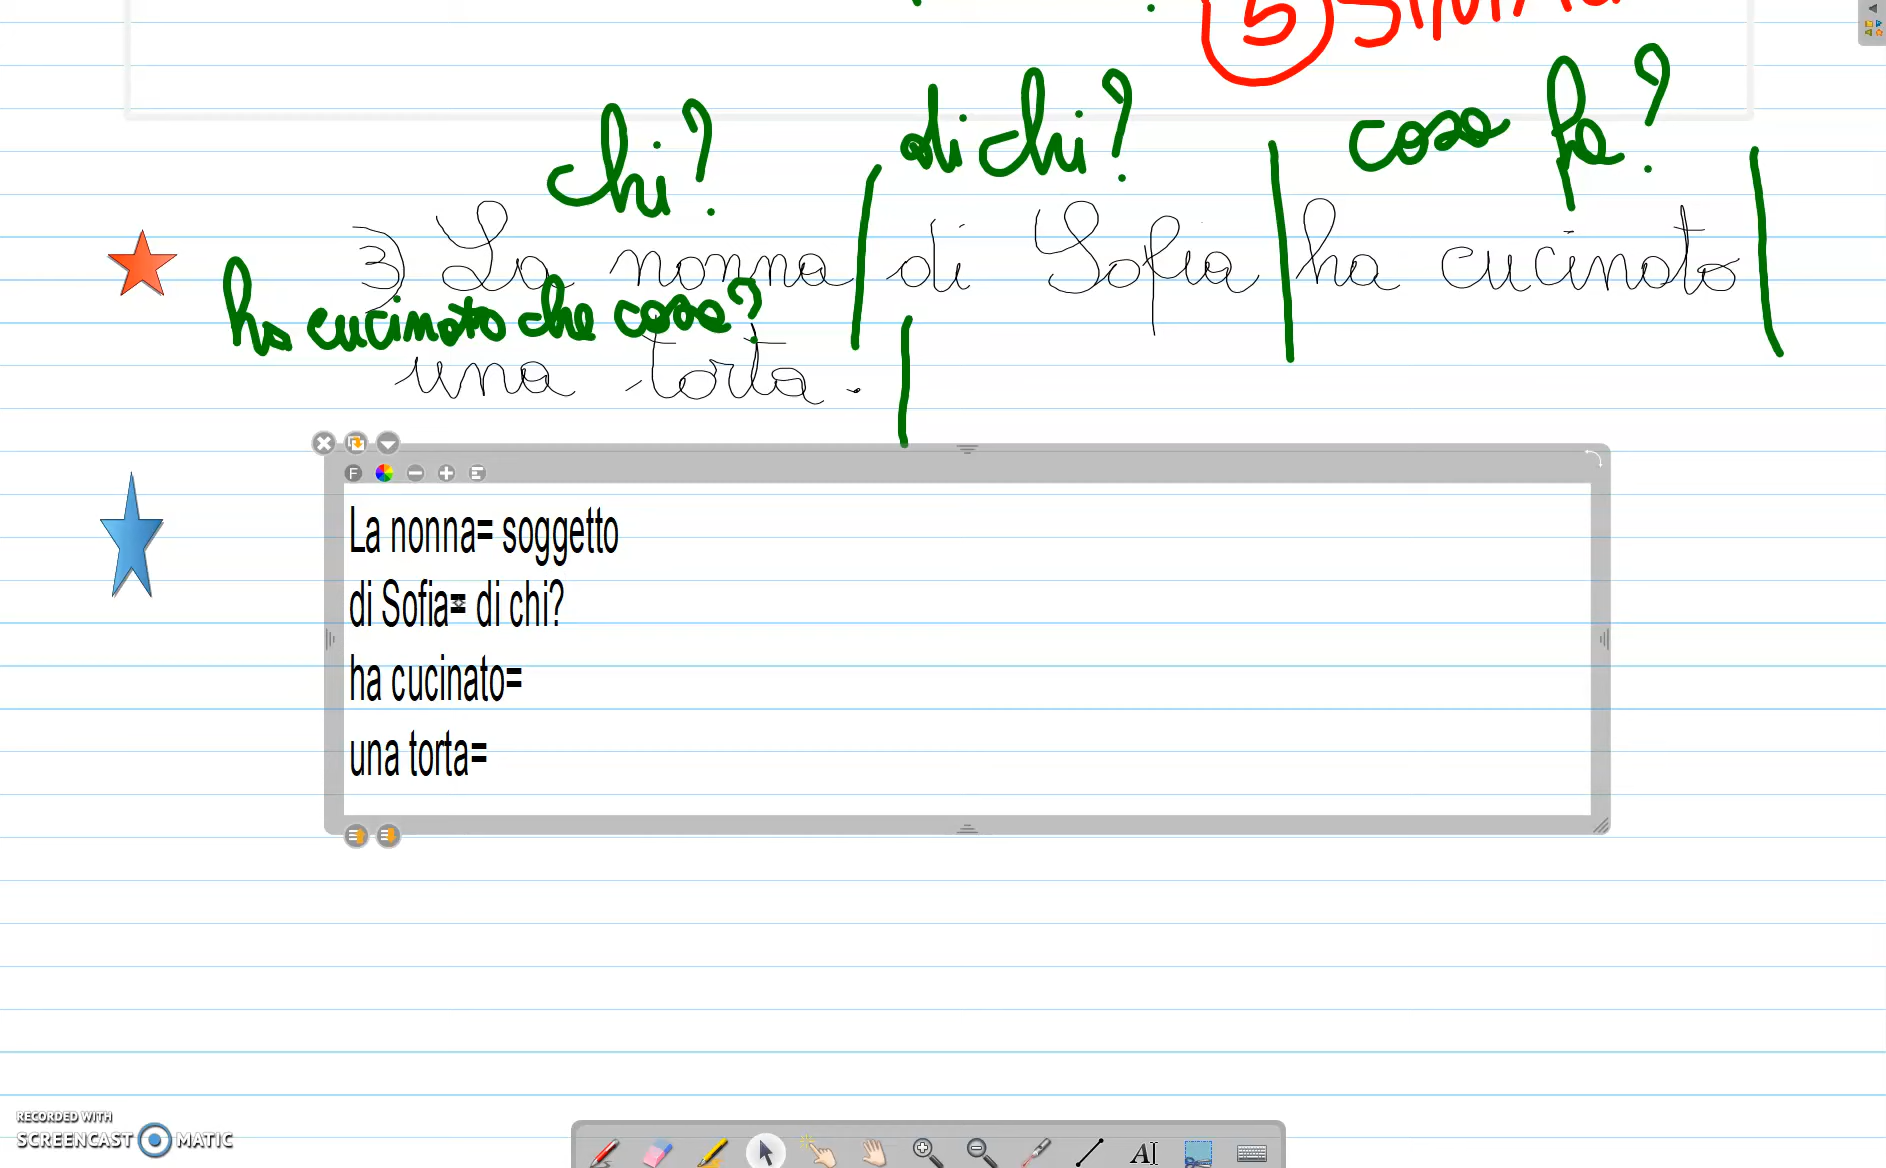 5
chi? di chi? cosa fa?
3) La nonna di Sofia ha cucinato
ha cucinato che cosa?
una torta.
F
La nonna= soggetto
di Sofia= di chi?
ha cucinato=
una torta=
RECORDED WITH
SCREENCAST MATIC
AI